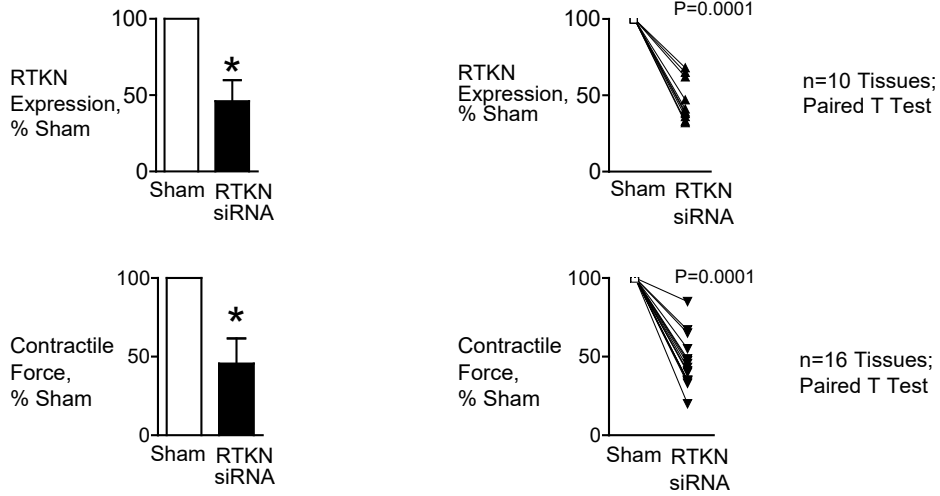 100
50
0
RTKN
Expression,
% Sham
*
Sham
RTKN
siRNA
100
50
0
RTKN
Expression,
% Sham
P=0.0001
Sham
RTKN
siRNA
n=10 Tissues;
Paired T Test
100
50
0
Contractile
Force,
% Sham
*
Sham
RTKN
siRNA
100
50
0
Contractile
Force,
% Sham
P=0.0001
Sham
RTKN
siRNA
n=16 Tissues;
Paired T Test